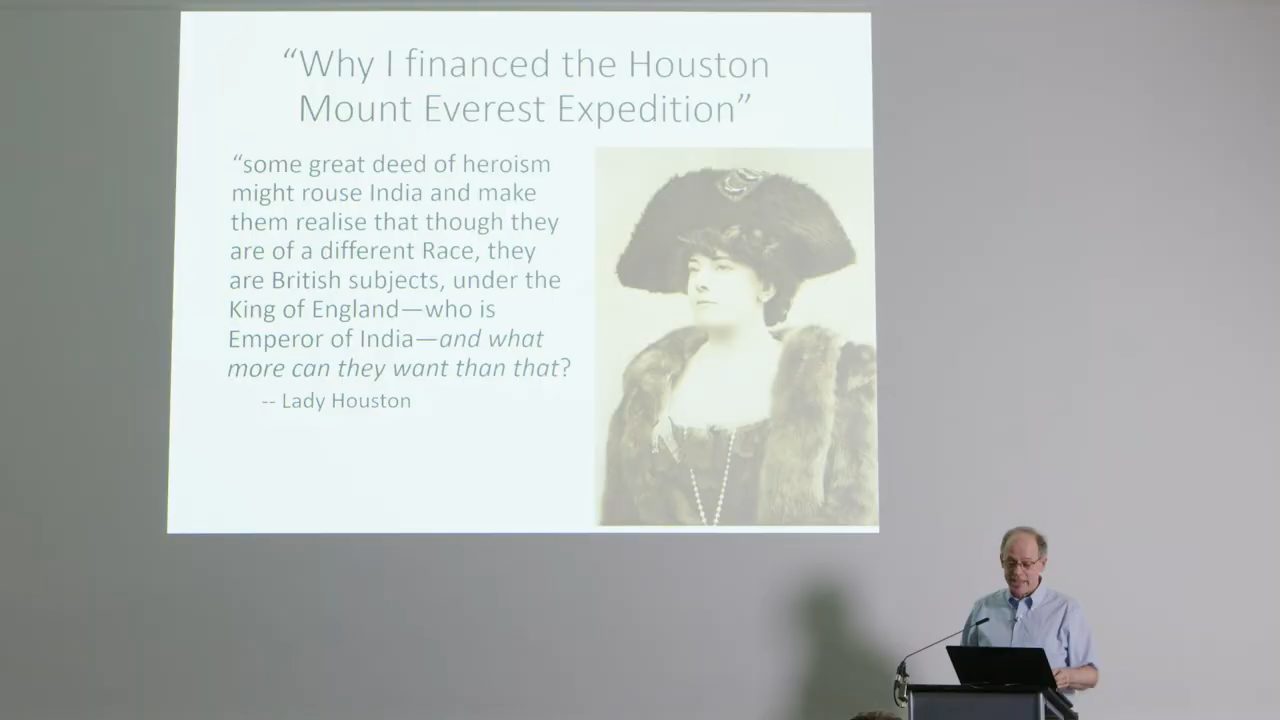 “Why I financed the Houston
Mount Everest Expedition”
“some great deed of heroism
might rouse India and make
them realise that though they
are of a different Race, they
are British subjects, under the
King of England—who is
Emperor of India—and what
more can they want than that?
-- Lady Houston